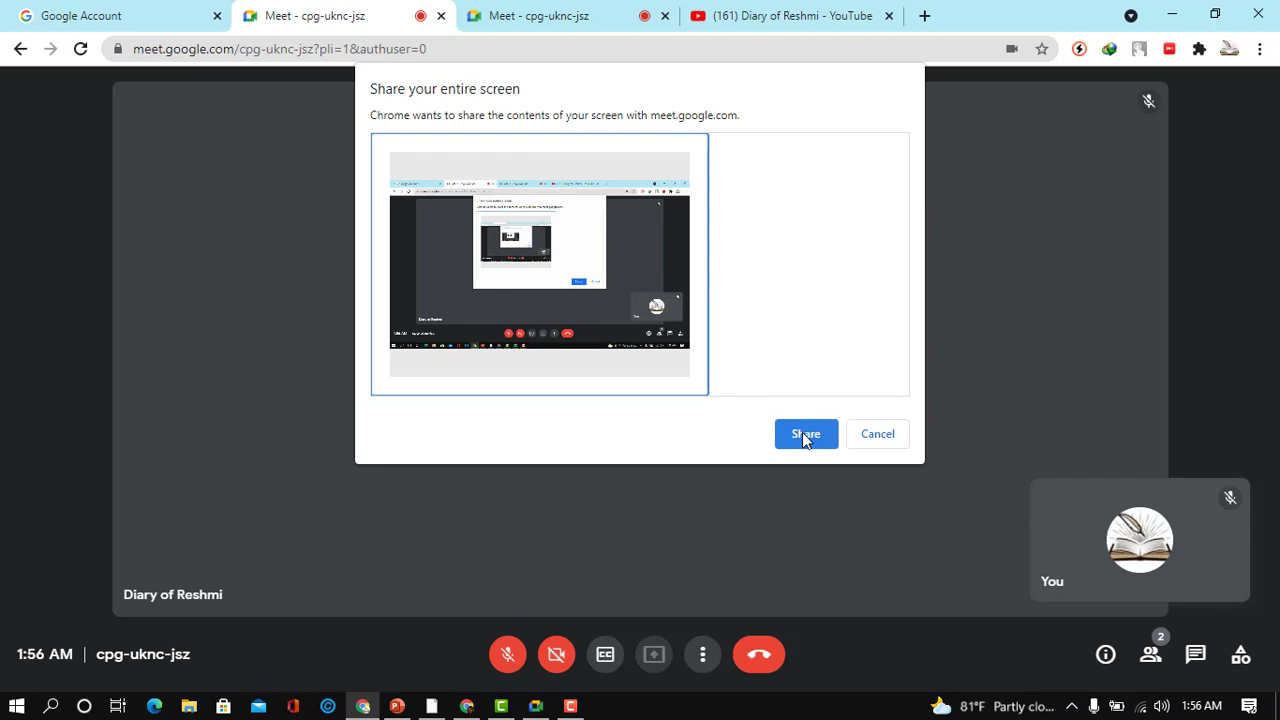 Google Account
Meet - cpg-uknc-jsz
Meet - cpg-uknc-jsz
(161) Diary of Reshmi - YouTube
meet.google.com/cpg-uknc-jsz?pli=1&authuser=0
Share your entire screen
Chrome wants to share the contents of your screen with meet.google.com.
Share
Cancel
You
Diary of Reshmi
1:56 AM | cpg-uknc-jsz
2
81°F Partly clo...
1:56 AM